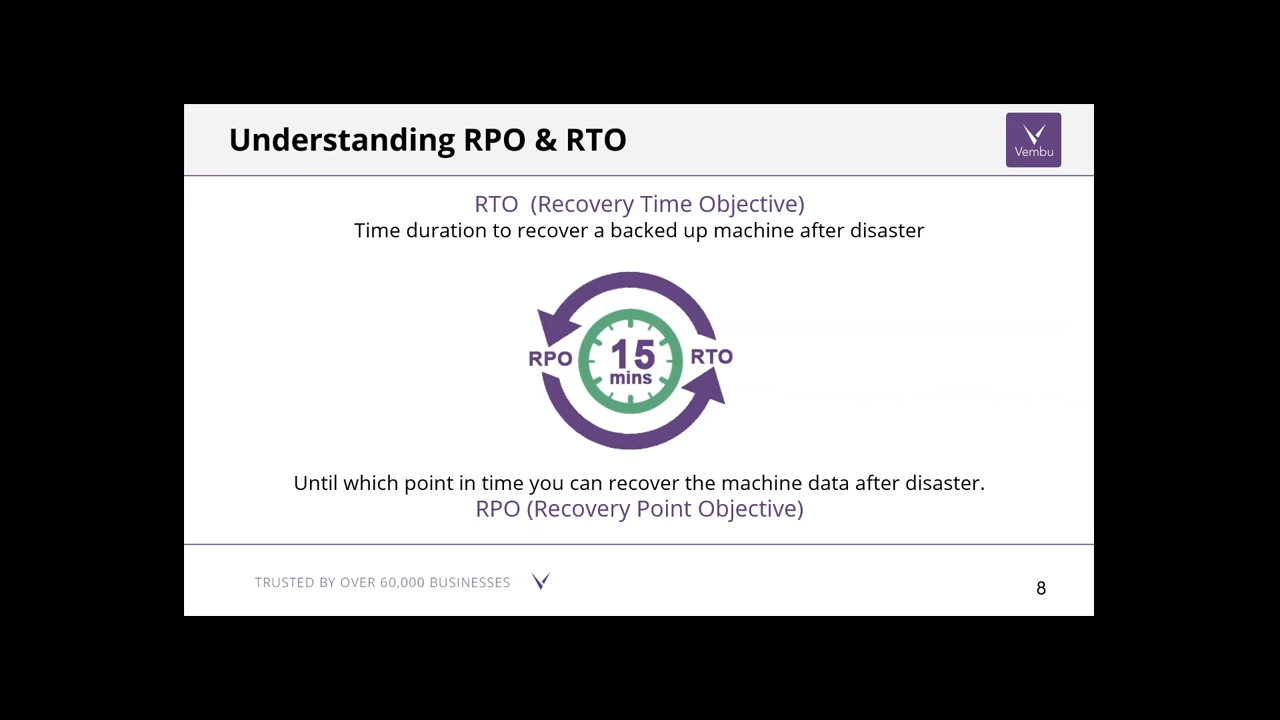 Understanding RPO & RTO
Vembu
RTO (Recovery Time Objective)
Time duration to recover a backed up machine after disaster
RPO
15
mins
RTO
Until which point in time you can recover the machine data after disaster.
RPO (Recovery Point Objective)
TRUSTED BY OVER 60,000 BUSINESSES
8